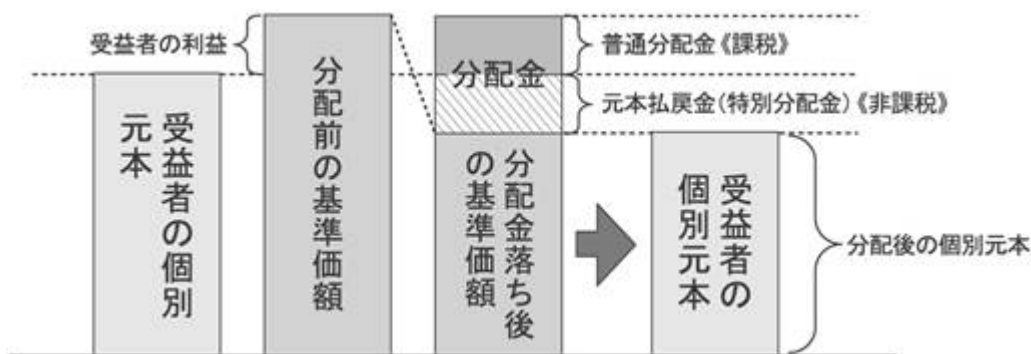 受益者の利益
受益者の個別
元本
分配前の基準価額
分配金
分配金落ち後
の基準価額
普通分配金《課税》
元本払戻金(特別分配金)《非課税》
受益者の
個別元本
分配後の個別元本